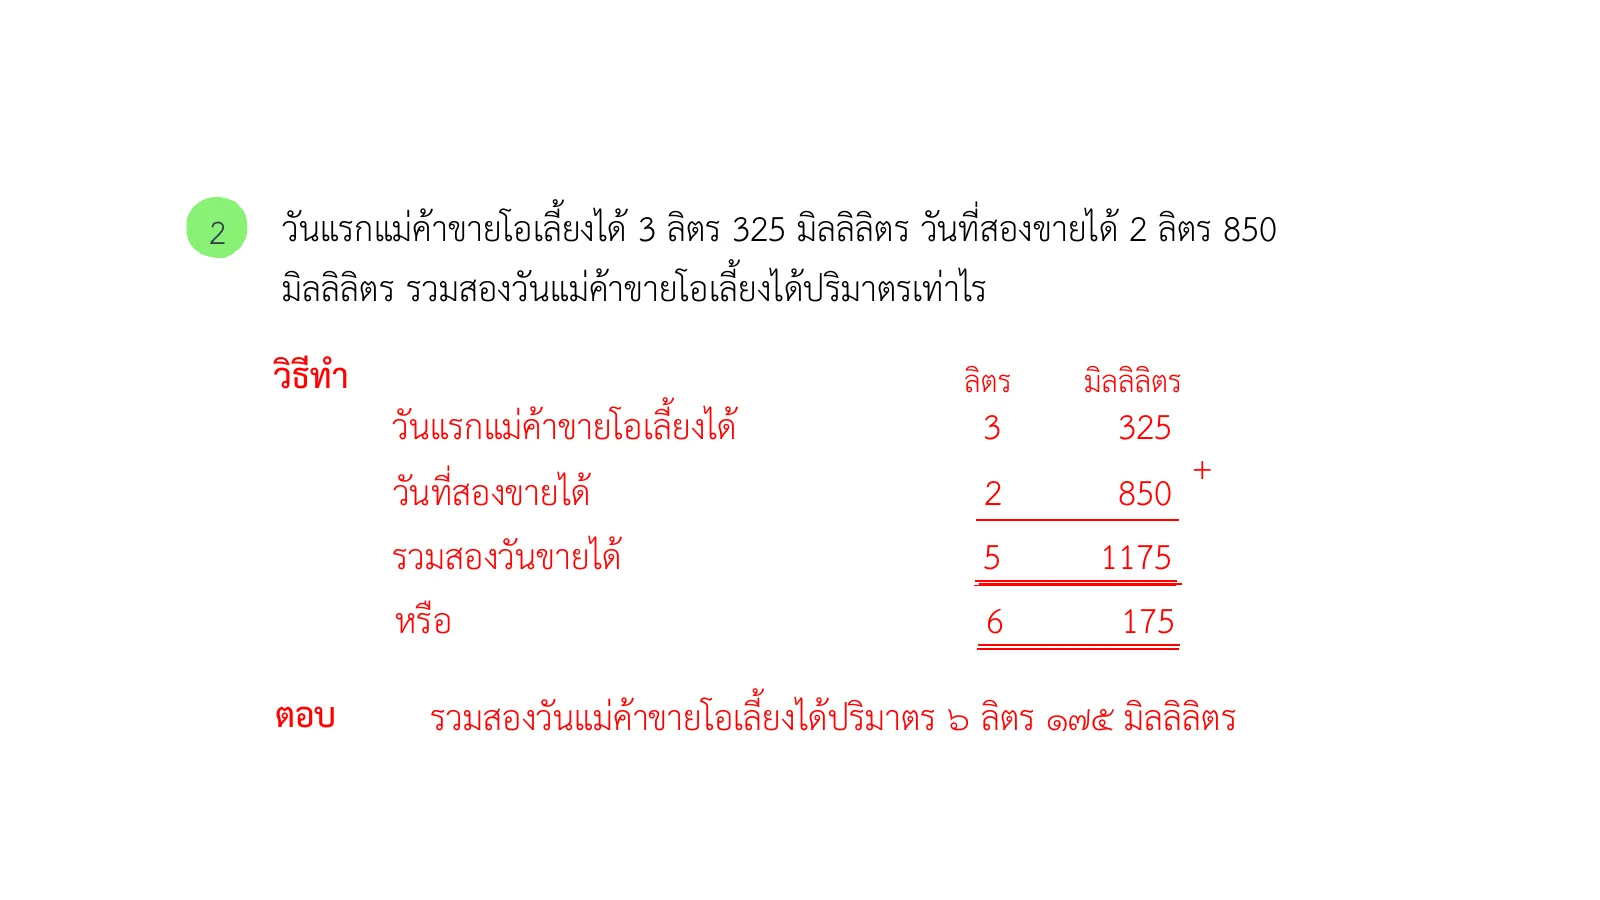 2 วันแรกแม่ค้าขายโอเลี้ยงได้ 3 ลิตร 325 มิลลิลิตร วันที่สองขายได้ 2 ลิตร 850
มิลลิลิตร รวมสองวันแม่ค้าขายโอเลี้ยงได้ปริมาตรเท่าไร
วิธีทำ
ลิตร มิลลิลิตร
วันแรกแม่ค้าขายโอเลี้ยงได้ 3 325
+
วันที่สองขายได้ 2 850
รวมสองวันขายได้ 5 1175
หรือ 6 175
ตอบ รวมสองวันแม่ค้าขายโอเลี้ยงได้ปริมาตร ๖ ลิตร ๑๗๕ มิลลิลิตร